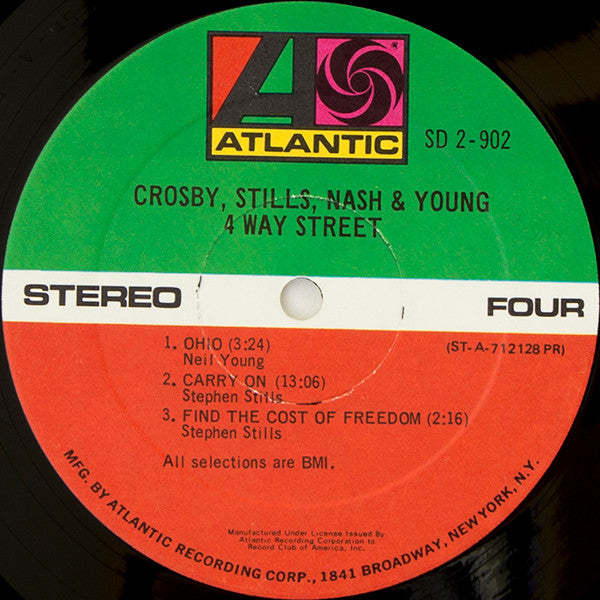 ATLANTIC
SD 2-902
CROSBY, STILLS, NASH & YOUNG
4 WAY STREET
STEREO
FOUR
1. OHIO (3:24)
Neil Young
(ST-A-712128 PR)
2. CARRY ON (13:06)
Stephen Stills
3. FIND THE COST OF FREEDOM (2:16)
Stephen Stills
All selections are BMI.
Manufactured Under License Issued By
Atlantic Recording Corporation to
Record Club of America, Inc.
MFG. BY ATLANTIC RECORDING CORP., 1841 BROADWAY, NEW YORK, N.Y.